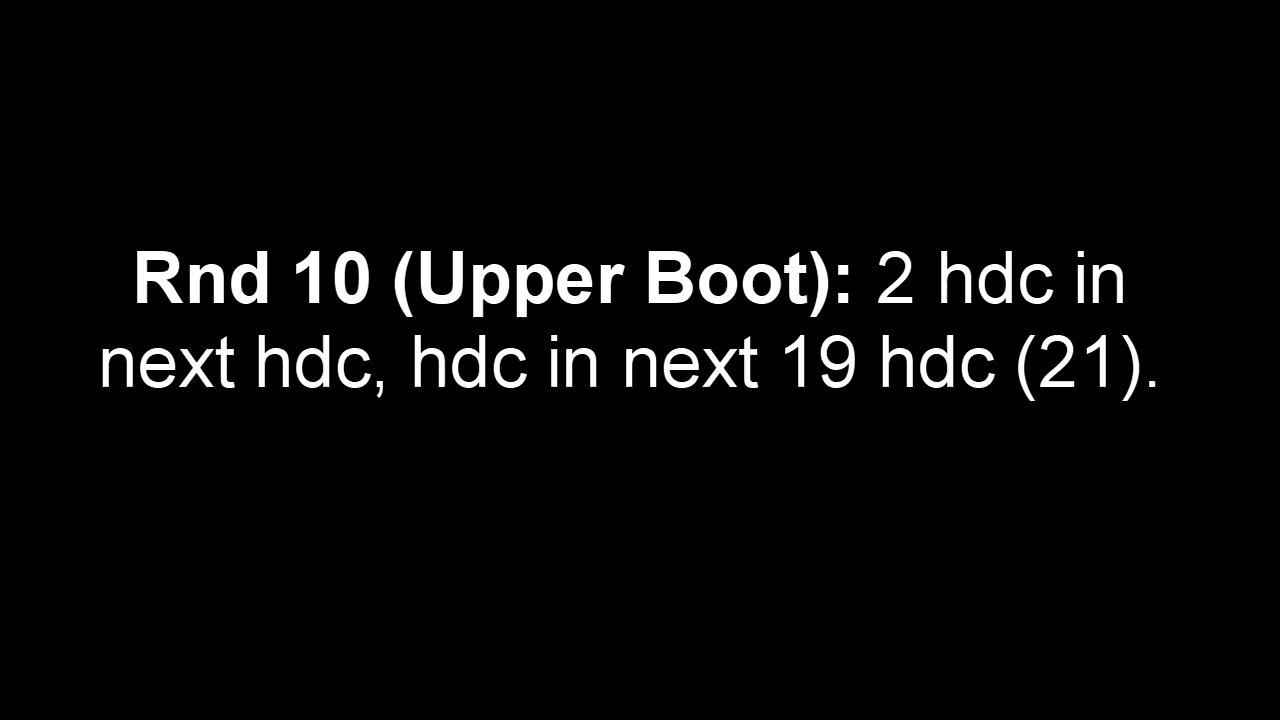 Rnd 10 (Upper Boot): 2 hdc in
next hdc, hdc in next 19 hdc (21).